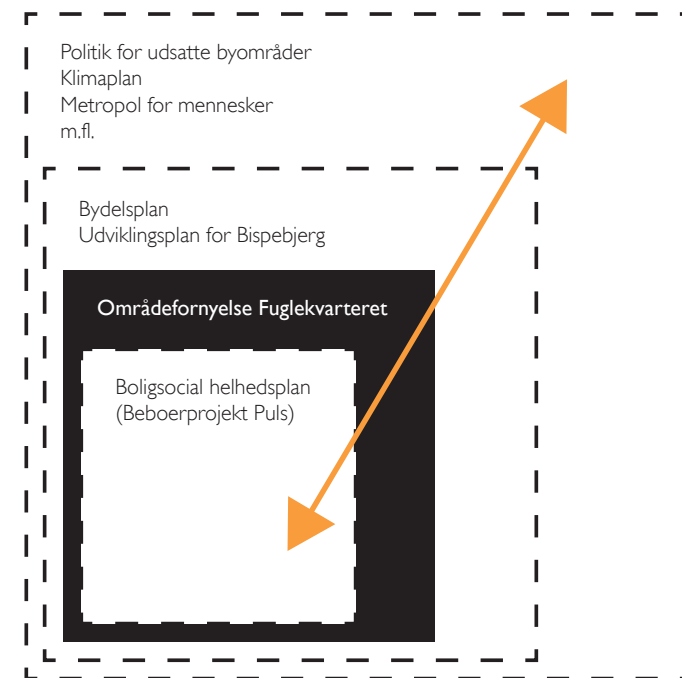 Politik for udsatte byområder
Klimaplan
Metropol for mennesker
m.fl.
Bydelsplan
Udviklingsplan for Bispebjerg
Områdefornyelse Fuglekvarteret
Boligsocial helhedsplan
(Beboerprojekt Puls)